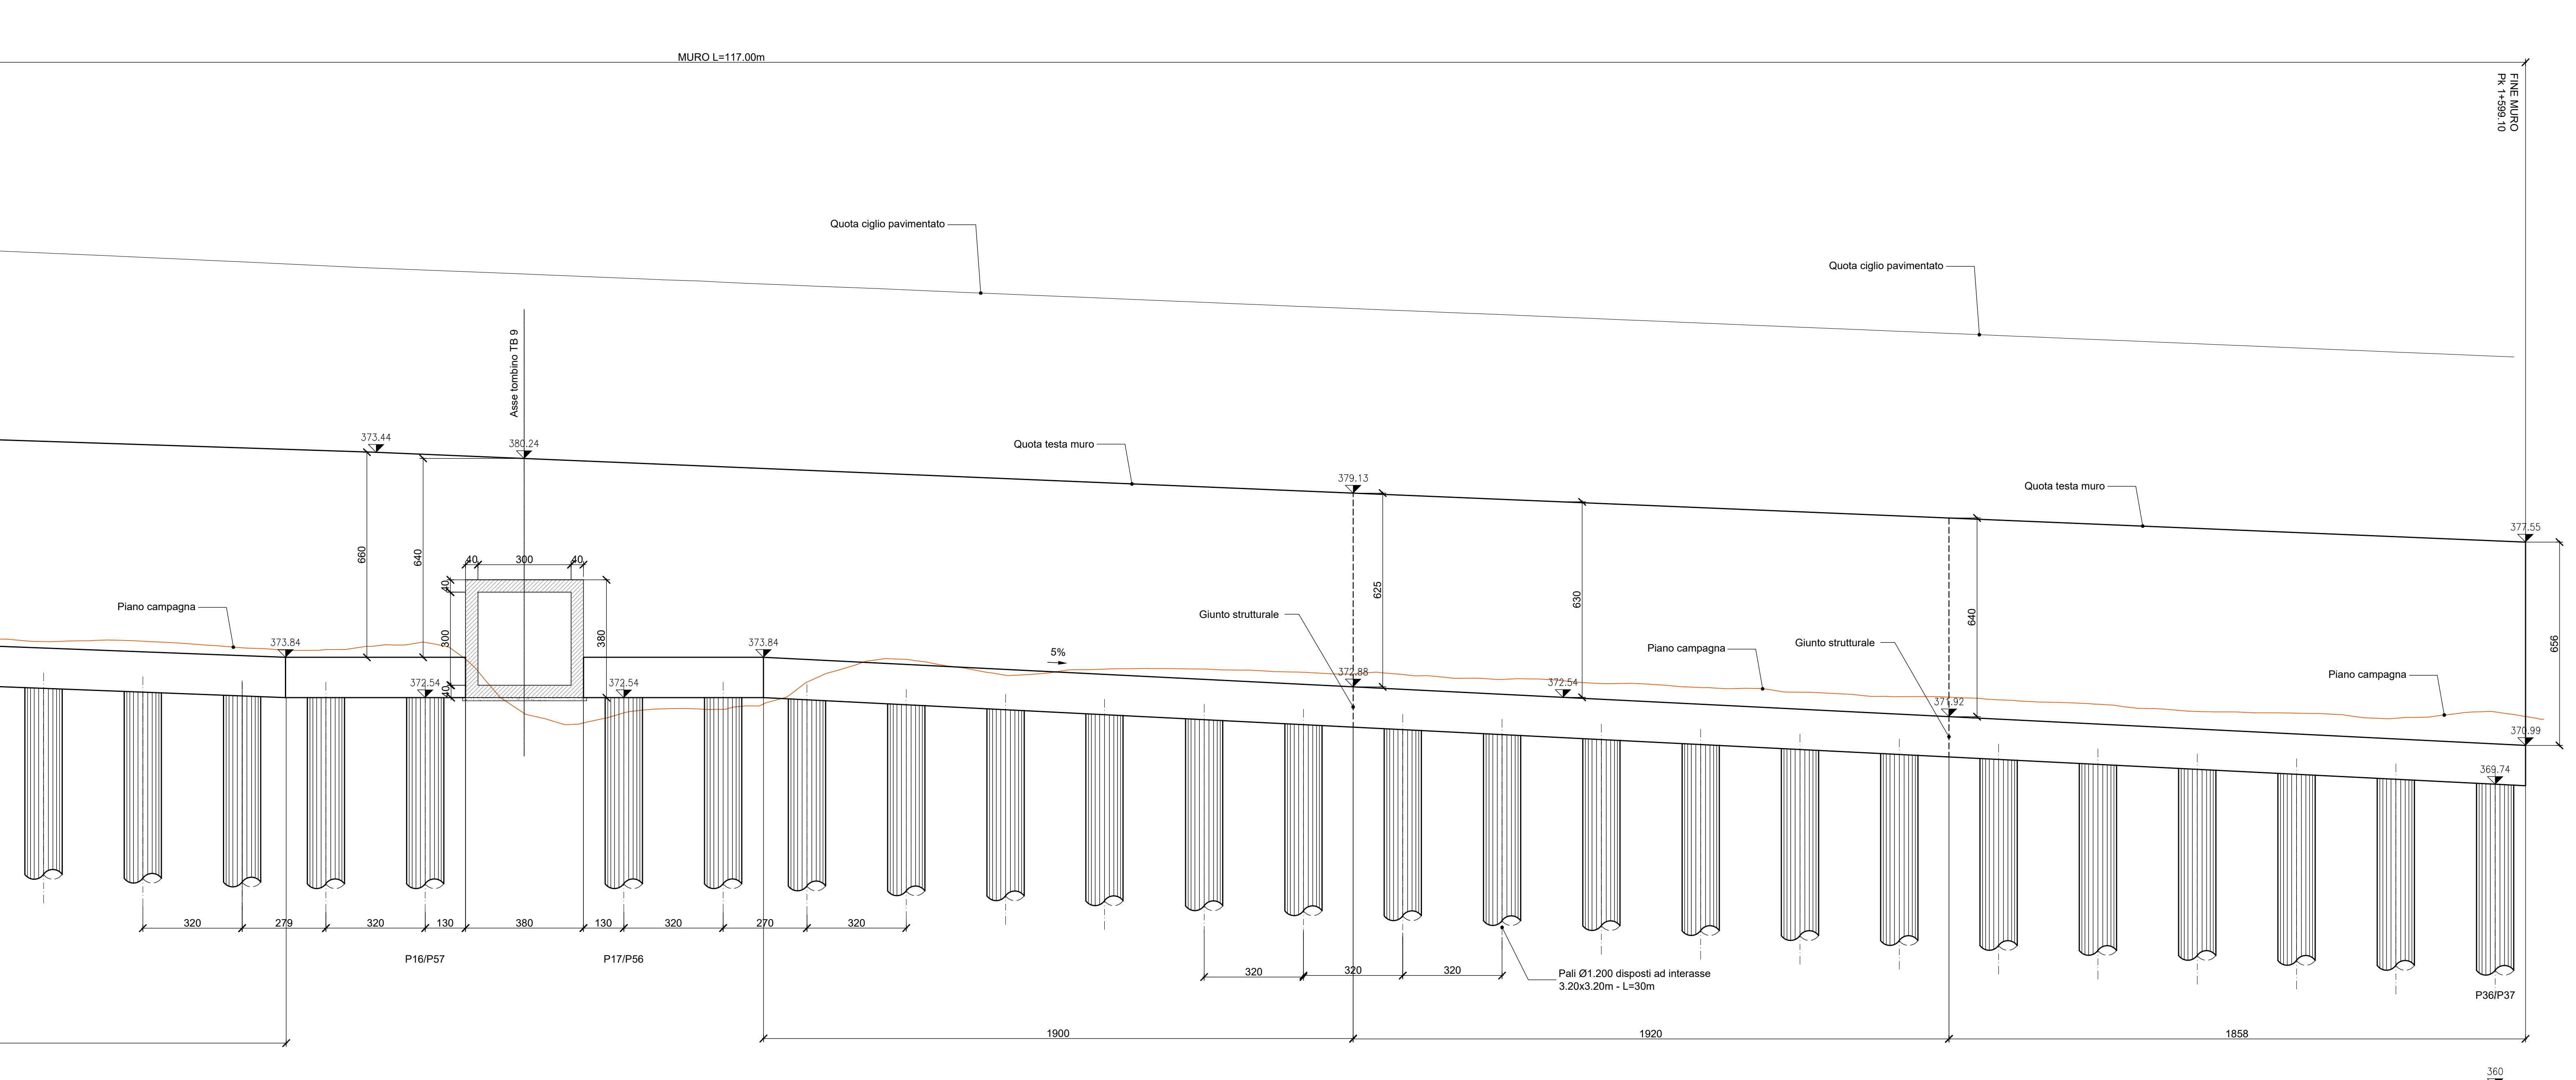 MURO L=117.00m
FINE MURO
Pk 1+599.10
Quota ciglio pavimentato
Quota ciglio pavimentato
Asse tombino TB 9
373.44
380.24
Quota testa muro
379.13
Quota testa muro
377.55
660
640
40
300
40
40
300
40
380
625
630
640
656
Piano campagna
373.84
373.84
Giunto strutturale
5%
Piano campagna
Giunto strutturale
Piano campagna
372.54
372.54
372.88
372.54
371.92
370.99
369.74
320
279
320
130
380
130
320
270
320
P16/P57
P17/P56
320
320
320
Pali Ø1.200 disposti ad interasse
3.20x3.20m - L=30m
P36/P37
1900
1920
1858
360